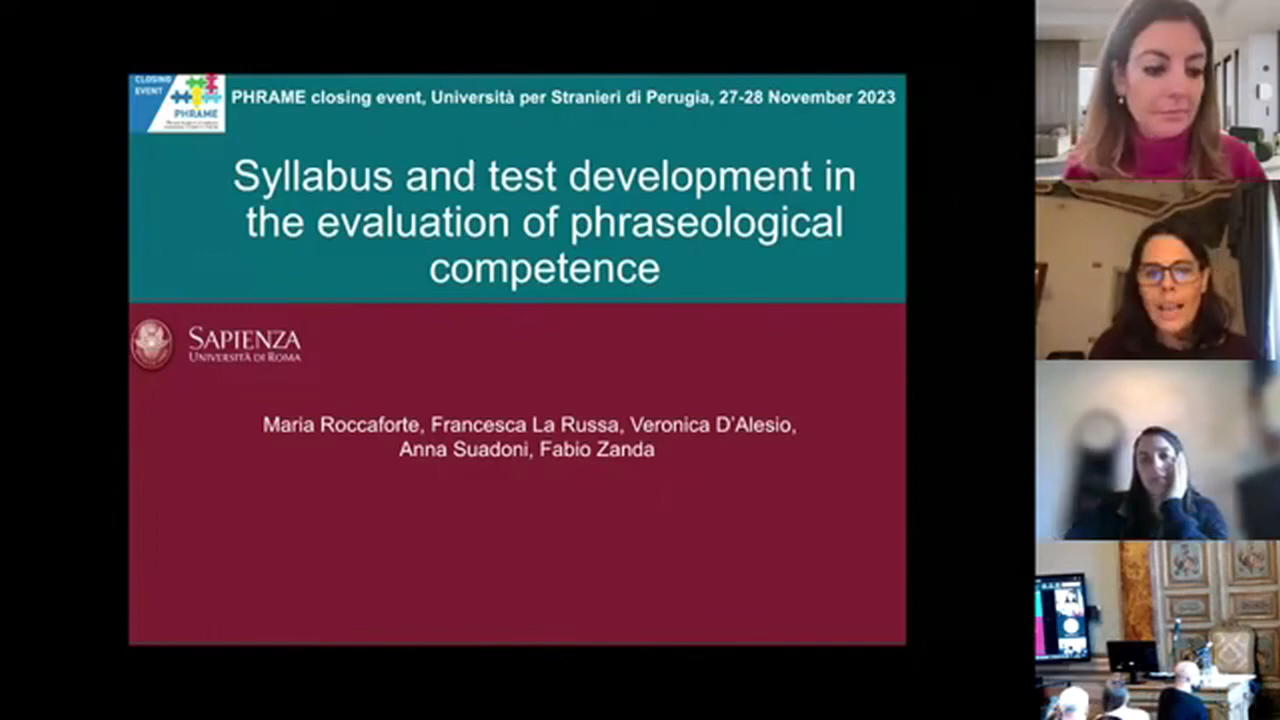 CLOSING
EVENT
PHRAME
PHRAME closing event, Università per Stranieri di Perugia, 27-28 November 2023
Syllabus and test development in
the evaluation of phraseological
competence
SAPIENZA
UNIVERSITÀ DI ROMA
Maria Roccaforte, Francesca La Russa, Veronica D'Alesio,
Anna Suadoni, Fabio Zanda